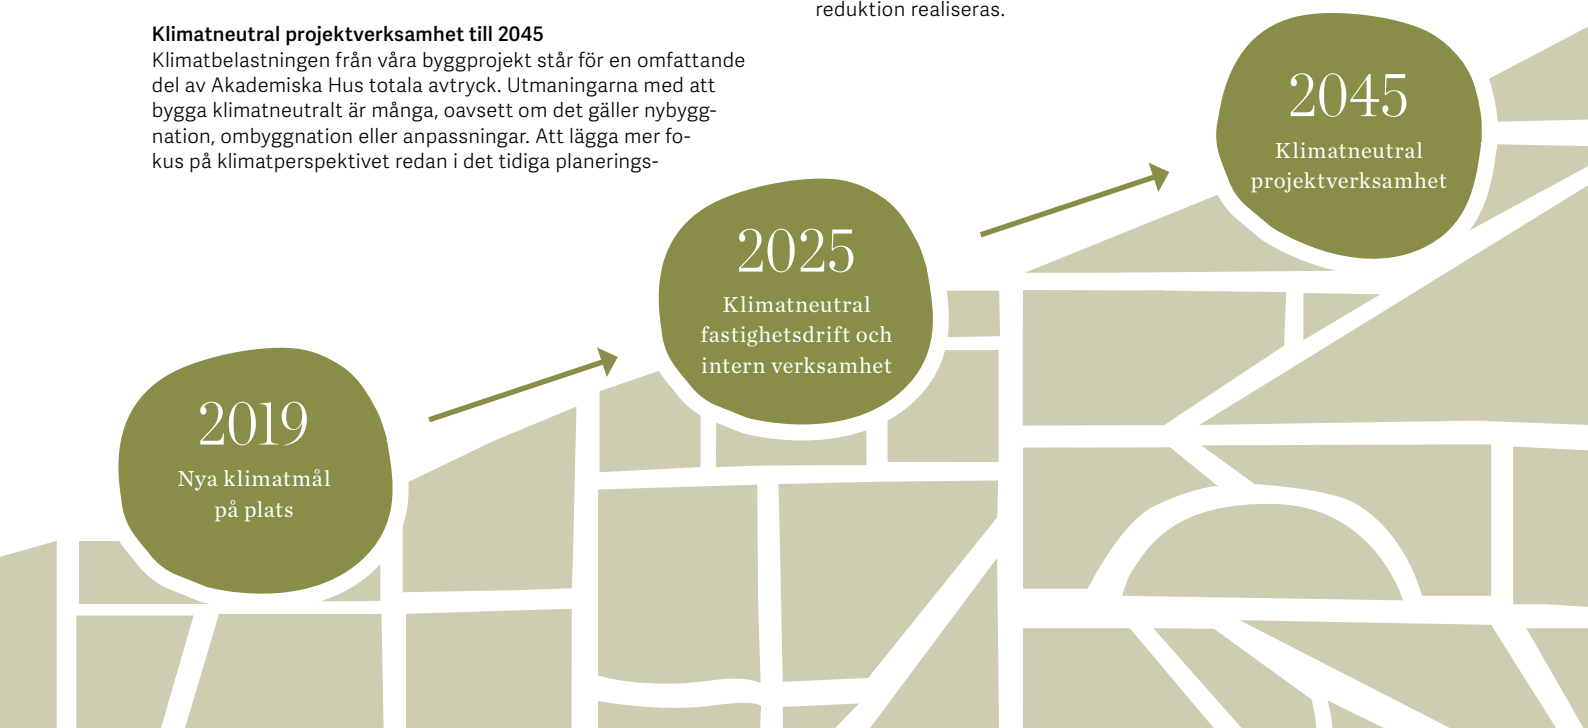 Klimatneutral projektverksamhet till 2045
Klimatbelastningen från våra byggprojekt står för en omfattande
del av Akademiska Hus totala avtryck. Utmaningarna med att
bygga klimatneutralt är många, oavsett om det gäller nybygg-
nation, ombyggnation eller anpassningar. Att lägga mer fo-
kus på klimatperspektivet redan i det tidiga planerings-
reduktion realiseras.
2019
Nya klimatmål
på plats
2025
Klimatneutral
fastighetsdrift och
intern verksamhet
2045
Klimatneutral
projektverksamhet